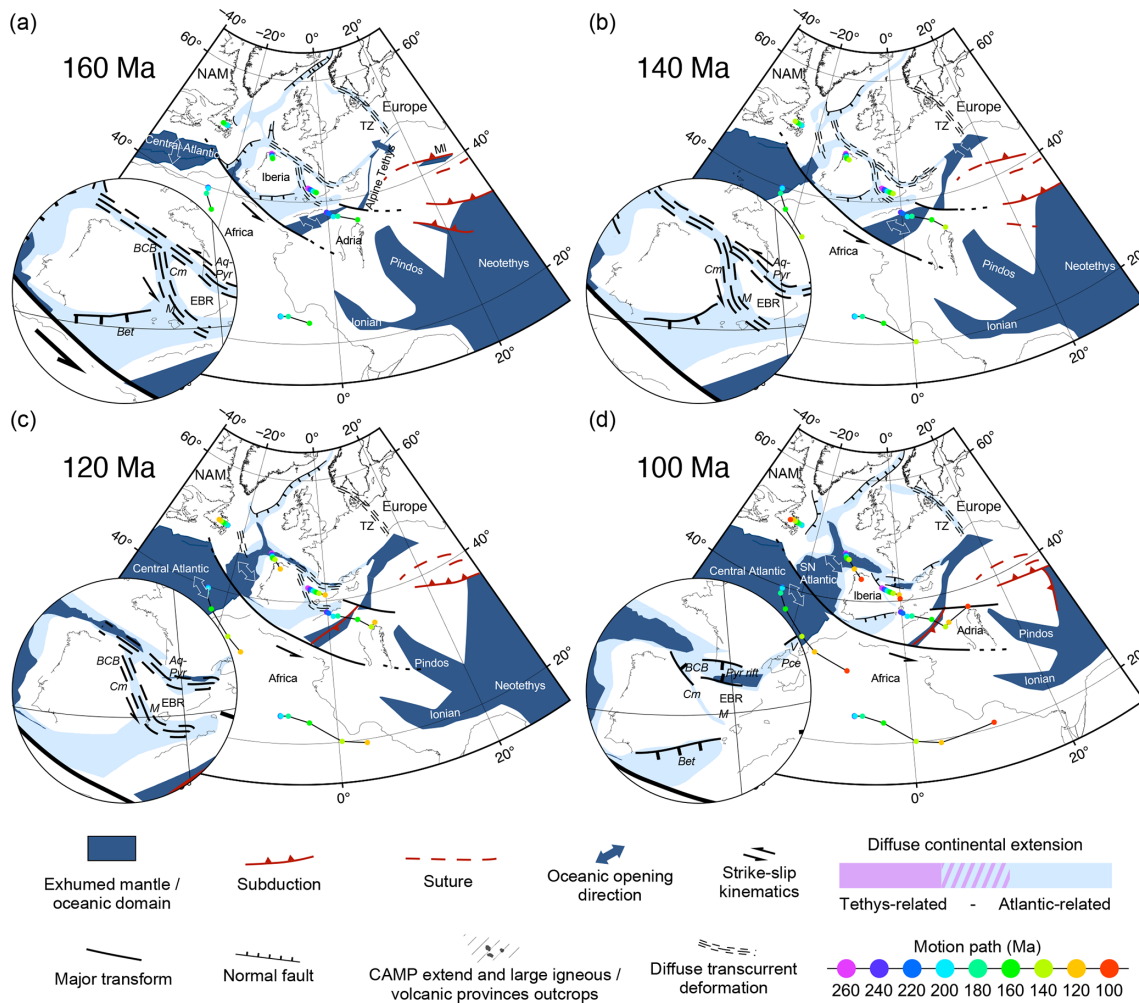 (a)
160 Ma
−40°
−20°
0°
20°
40°
60°
NAM
Europe
TZ
40°
Central Atlantic
Iberia
Alpine Tethys
MI
40°
Africa
Adria
Pindos
Neotethys
Ionian
20°
0°
BCB
Cm
Aq-
Pyr
EBR
M
Bet
(b)
140 Ma
−40°
−20°
0°
20°
40°
60°
NAM
Europe
TZ
40°
40°
Africa
Pindos
Neotethys
Ionian
20°
0°
Cm
Aq-
Pyr
M
EBR
Bet
(c)
120 Ma
−40°
−20°
0°
20°
40°
60°
NAM
Europe
TZ
40°
Central Atlantic
40°
Africa
Pindos
Neotethys
Ionian
20°
0°
BCB
Aq-
Pyr
Cm
M
EBR
(d)
100 Ma
−40°
−20°
0°
20°
40°
60°
NAM
Europe
TZ
40°
Central Atlantic
SN
Atlantic
Iberia
40°
Adria
Africa
Pindos
Ionian
Neotethys
20°
0°
V
Pce
BCB
Pyr rift
Cm
EBR
M
Bet
Exhumed mantle /
oceanic domain
Subduction
Suture
Oceanic opening
direction
Strike-slip
kinematics
Diffuse continental extension
Tethys-related - Atlantic-related
Major transform
Normal fault
CAMP extend and large igneous /
volcanic provinces outcrops
Diffuse transcurrent
deformation
Motion path (Ma)
260 240 220 200 180 160 140 120 100